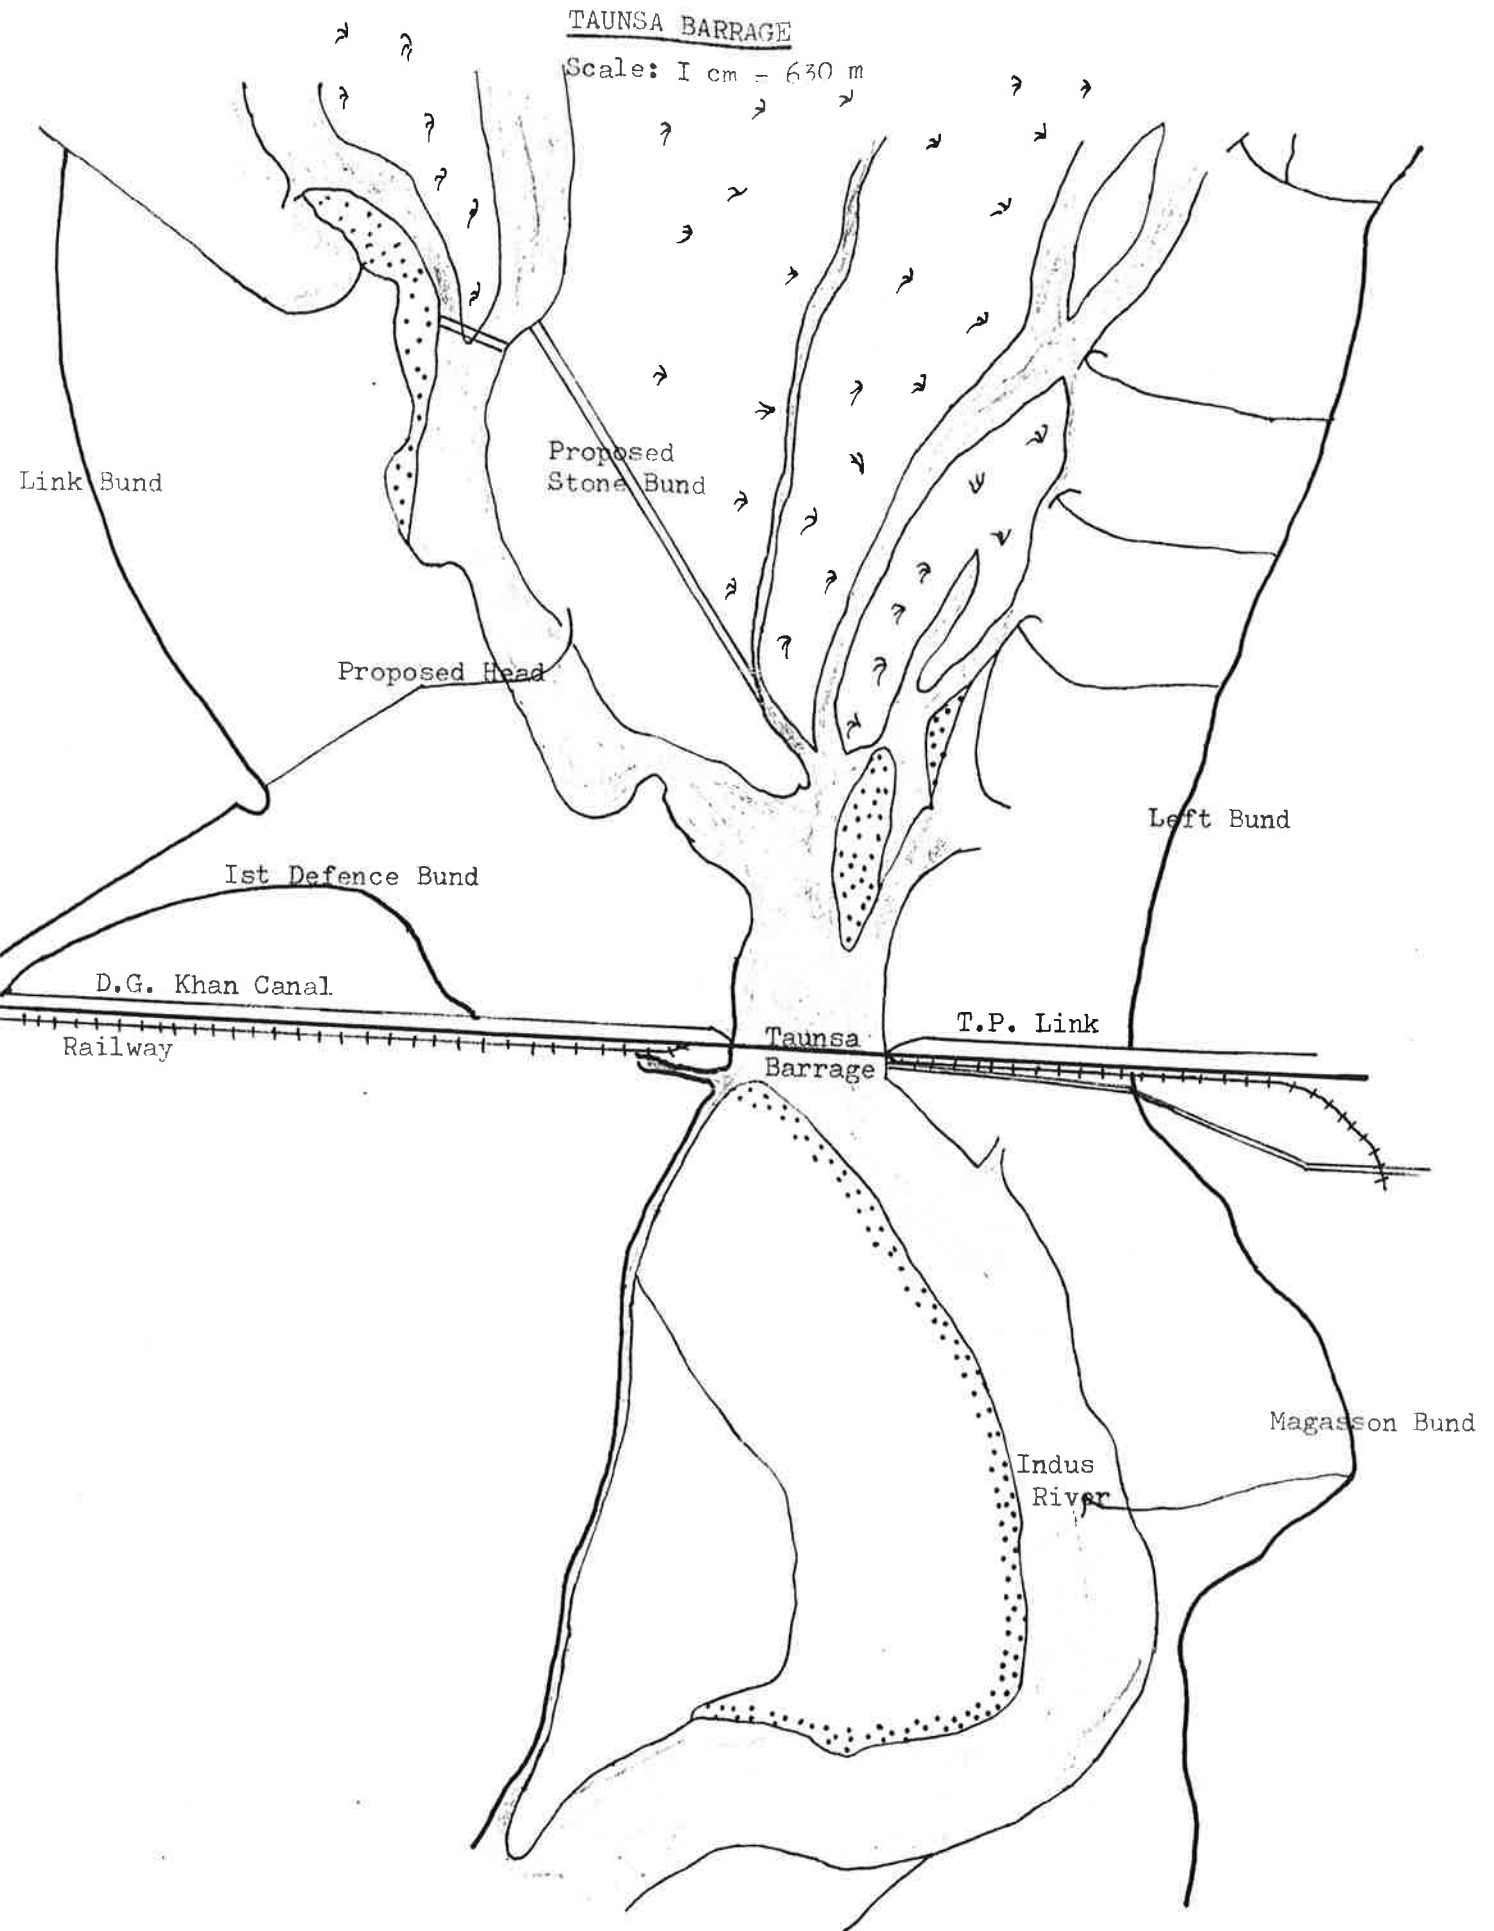 TAUNSA BARRAGE
Scale: I cm = 630 m
Proposed
Stone Bund
Link Bund
Proposed Head
Left Bund
Ist Defence Bund
D.G. Khan Canal
T.P. Link
Taunsa
Barrage
Railway
Magasson Bund
Indus
River